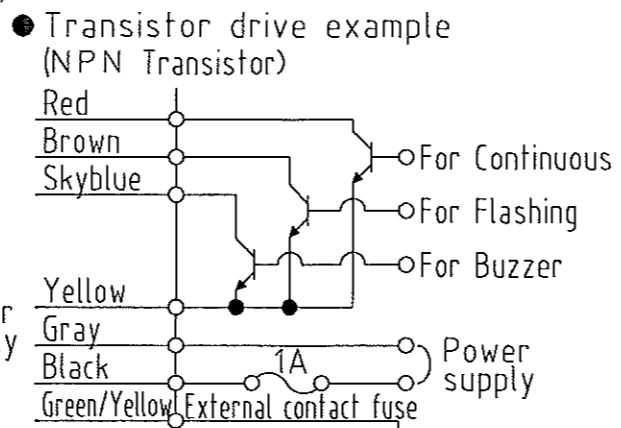 ● Transistor drive example
(NPN Transistor)
Red
Brown
Skyblue
For Continuous
For Flashing
For Buzzer
Yellow
r
Gray
y
Black
1A
Power
supply
Green/Yellow
External contact fuse